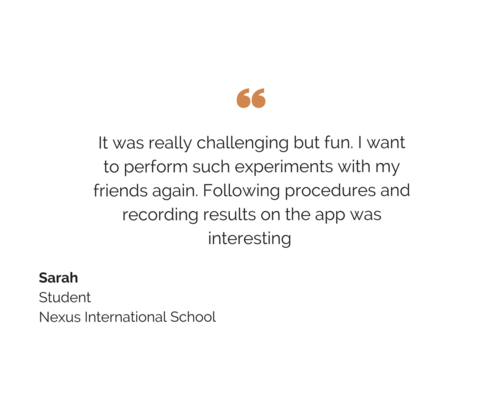 ❝
It was really challenging but fun. I want
to perform such experiments with my
friends again. Following procedures and
recording results on the app was
interesting
Sarah
Student
Nexus International School